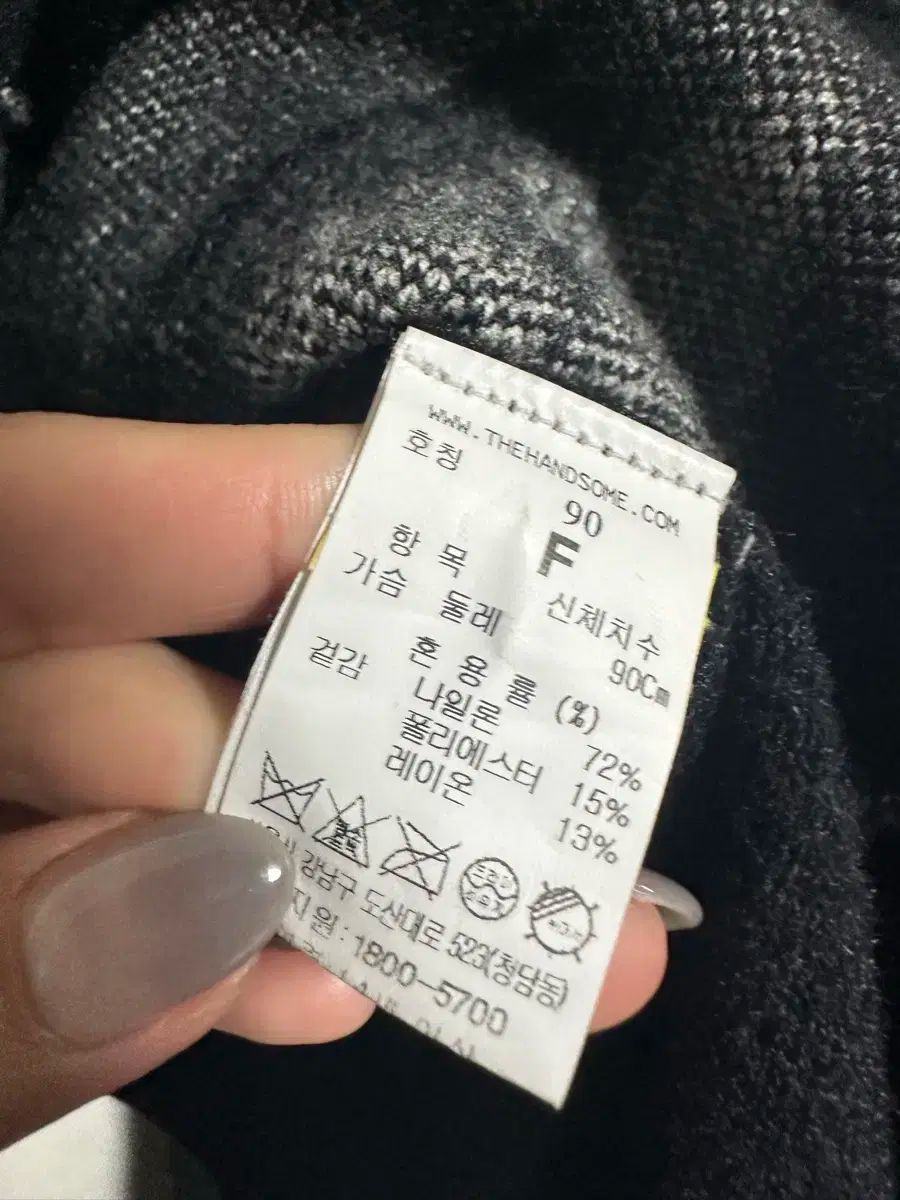 WWW.THEHANDSOME.COM
호칭
90
F
항 목 신체치수
가슴 둘레 90Cm
혼 용 률 (%)
겉감 나일론 72%
폴리에스터 15%
레이온 13%
강남구 도산대로 523(청담동)
지원: 1800-5700